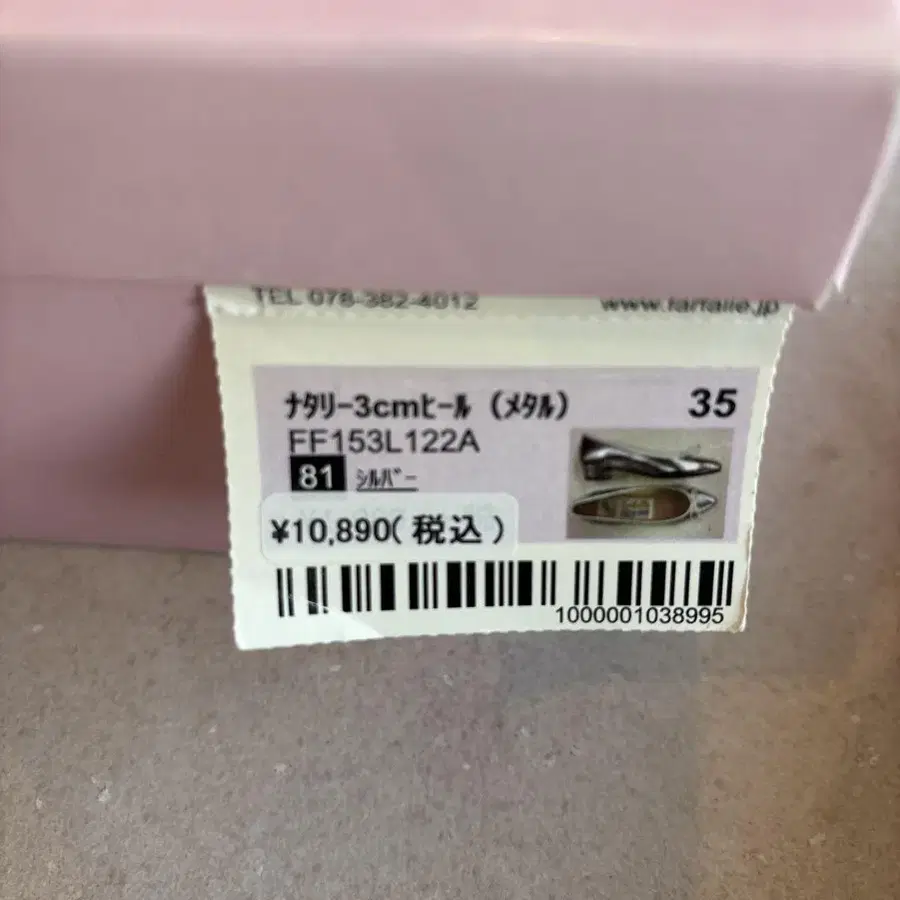 TEL 078-382-4012
www.farfalle.jp
ﾅﾀﾘｰ3cmﾋｰﾙ（ﾒﾀﾙ）
35
FF153L122A
81 ｼﾙﾊﾞｰ
¥10,890(税込)
1000001038995